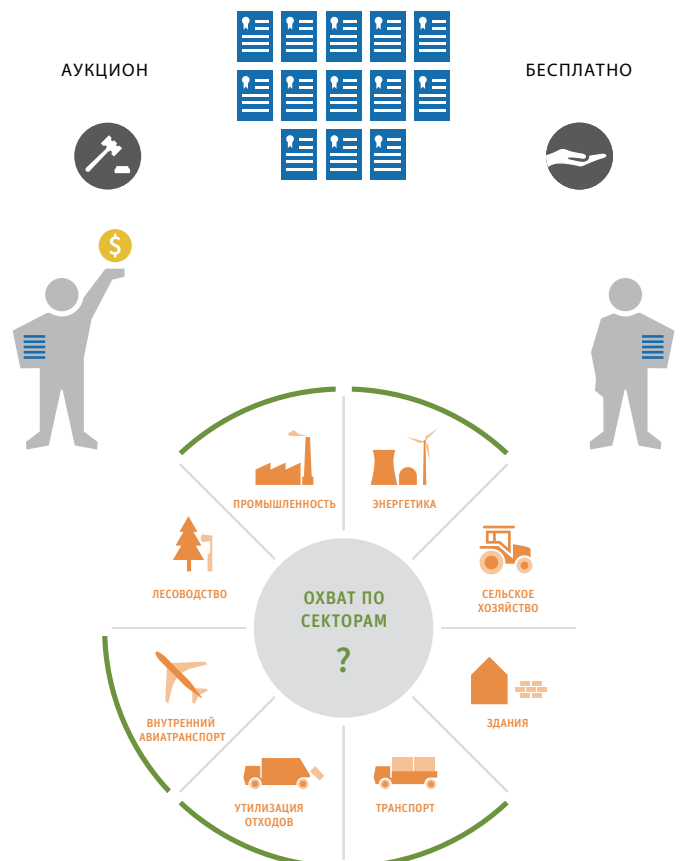 АУКЦИОН
БЕСПЛАТНО
$
ПРОМЫШЛЕННОСТЬ
ЭНЕРГЕТИКА
ЛЕСОВОДСТВО
СЕЛЬСКОЕ
ХОЗЯЙСТВО
ОХВАТ ПО
СЕКТОРАМ
?
ВНУТРЕННИЙ
АВИАТРАНСПОРТ
ЗДАНИЯ
УТИЛИЗАЦИЯ
ОТХОДОВ
ТРАНСПОРТ